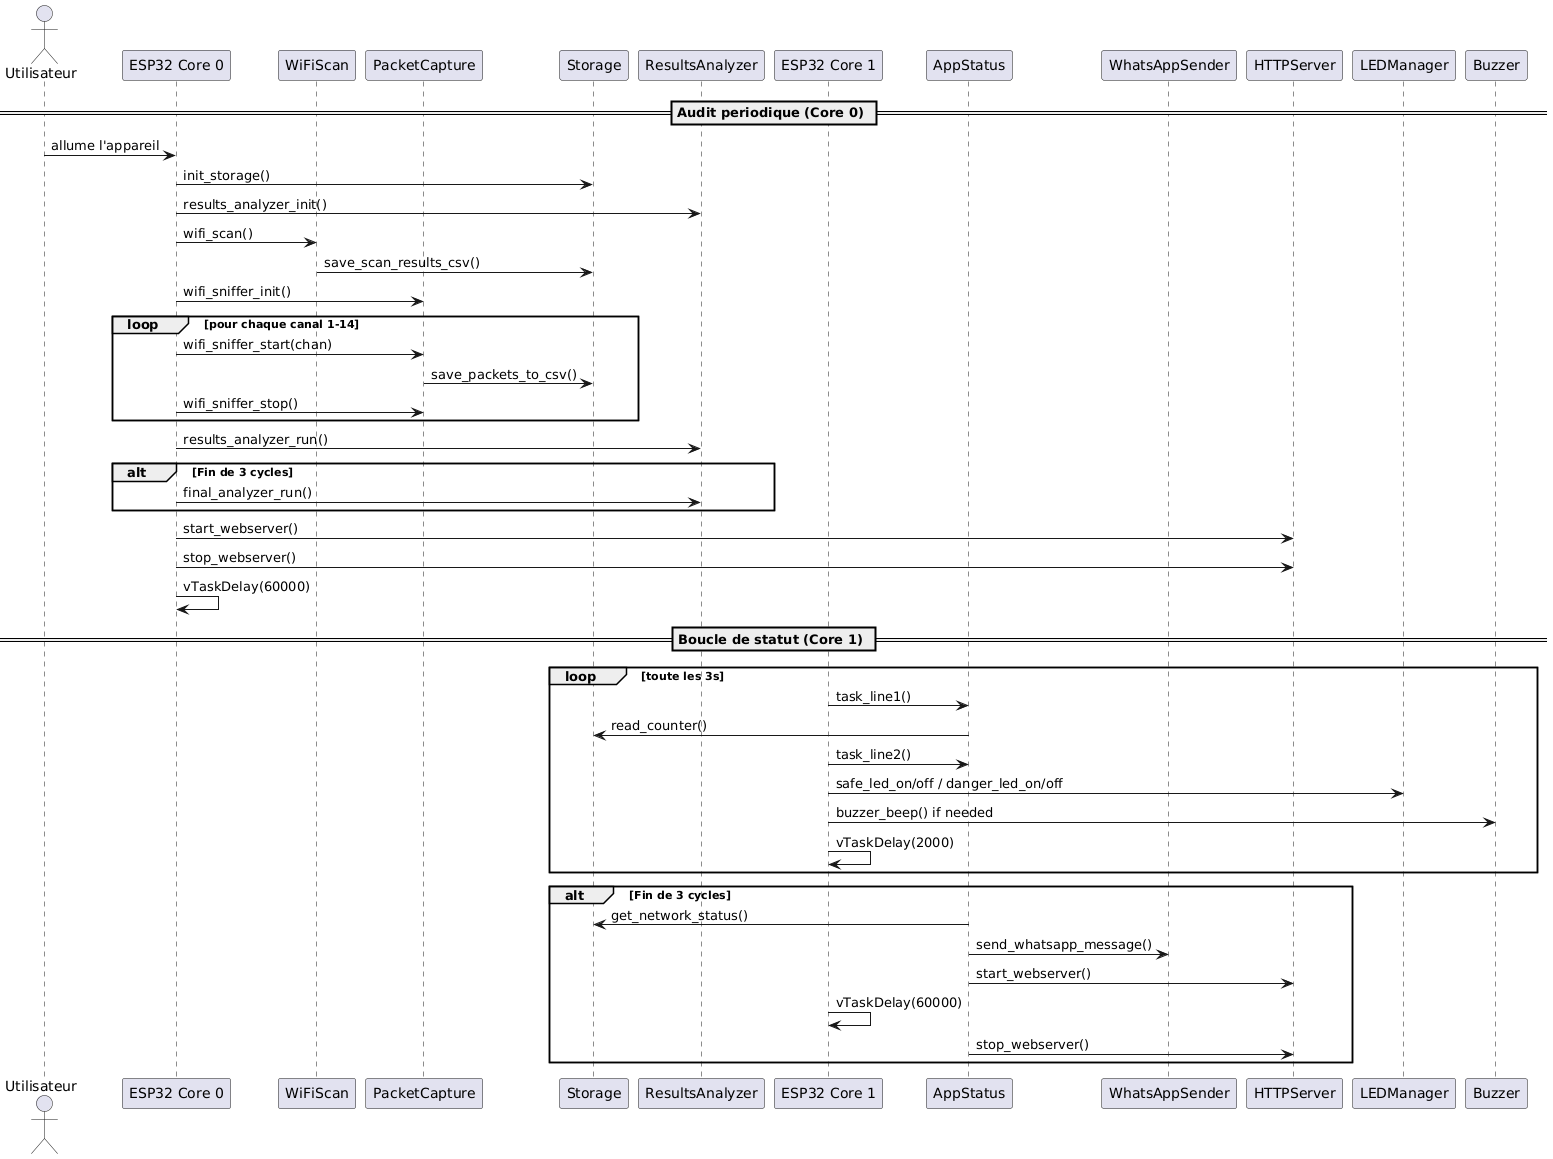 Utilisateur
ESP32 Core 0
WiFiScan
PacketCapture
Storage
ResultsAnalyzer
ESP32 Core 1
AppStatus
WhatsAppSender
HTTPServer
LEDManager
Buzzer
Audit periodique (Core 0)
allume l'appareil
init_storage()
results_analyzer_init()
wifi_scan()
save_scan_results_csv()
wifi_sniffer_init()
loop [pour chaque canal 1-14]
wifi_sniffer_start(chan)
save_packets_to_csv()
wifi_sniffer_stop()
results_analyzer_run()
alt [Fin de 3 cycles]
final_analyzer_run()
start_webserver()
stop_webserver()
vTaskDelay(60000)
Boucle de statut (Core 1)
loop [toute les 3s]
task_line1()
read_counter()
task_line2()
safe_led_on/off / danger_led_on/off
buzzer_beep() if needed
vTaskDelay(2000)
alt [Fin de 3 cycles]
get_network_status()
send_whatsapp_message()
start_webserver()
vTaskDelay(60000)
stop_webserver()
Utilisateur
ESP32 Core 0
WiFiScan
PacketCapture
Storage
ResultsAnalyzer
ESP32 Core 1
AppStatus
WhatsAppSender
HTTPServer
LEDManager
Buzzer